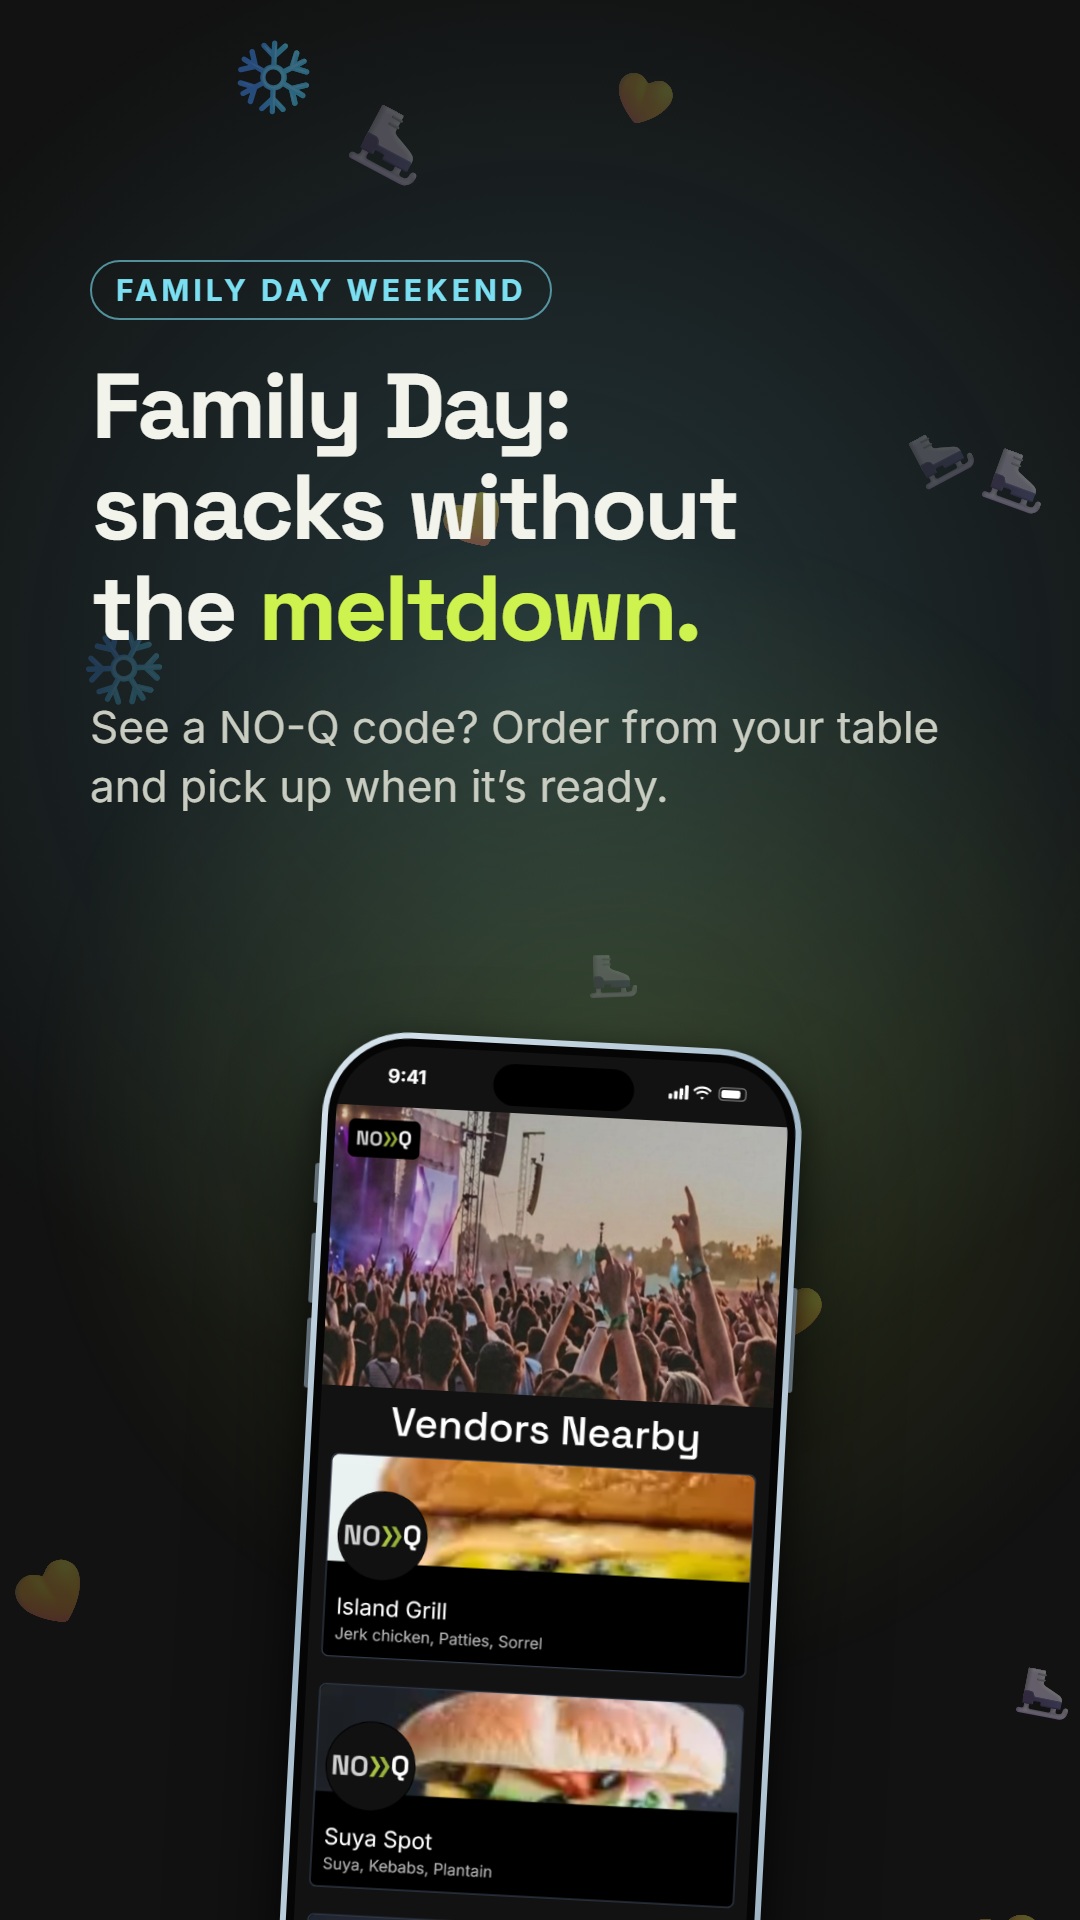 FAMILY DAY WEEKEND
Family Day:
snacks without
the meltdown.
See a NO-Q code? Order from your table
and pick up when it’s ready.
9:41
NO»Q
Vendors Nearby
NO»Q
Island Grill
Jerk chicken, Patties, Sorrel
NO»Q
Suya Spot
Suya, Kebabs, Plantain